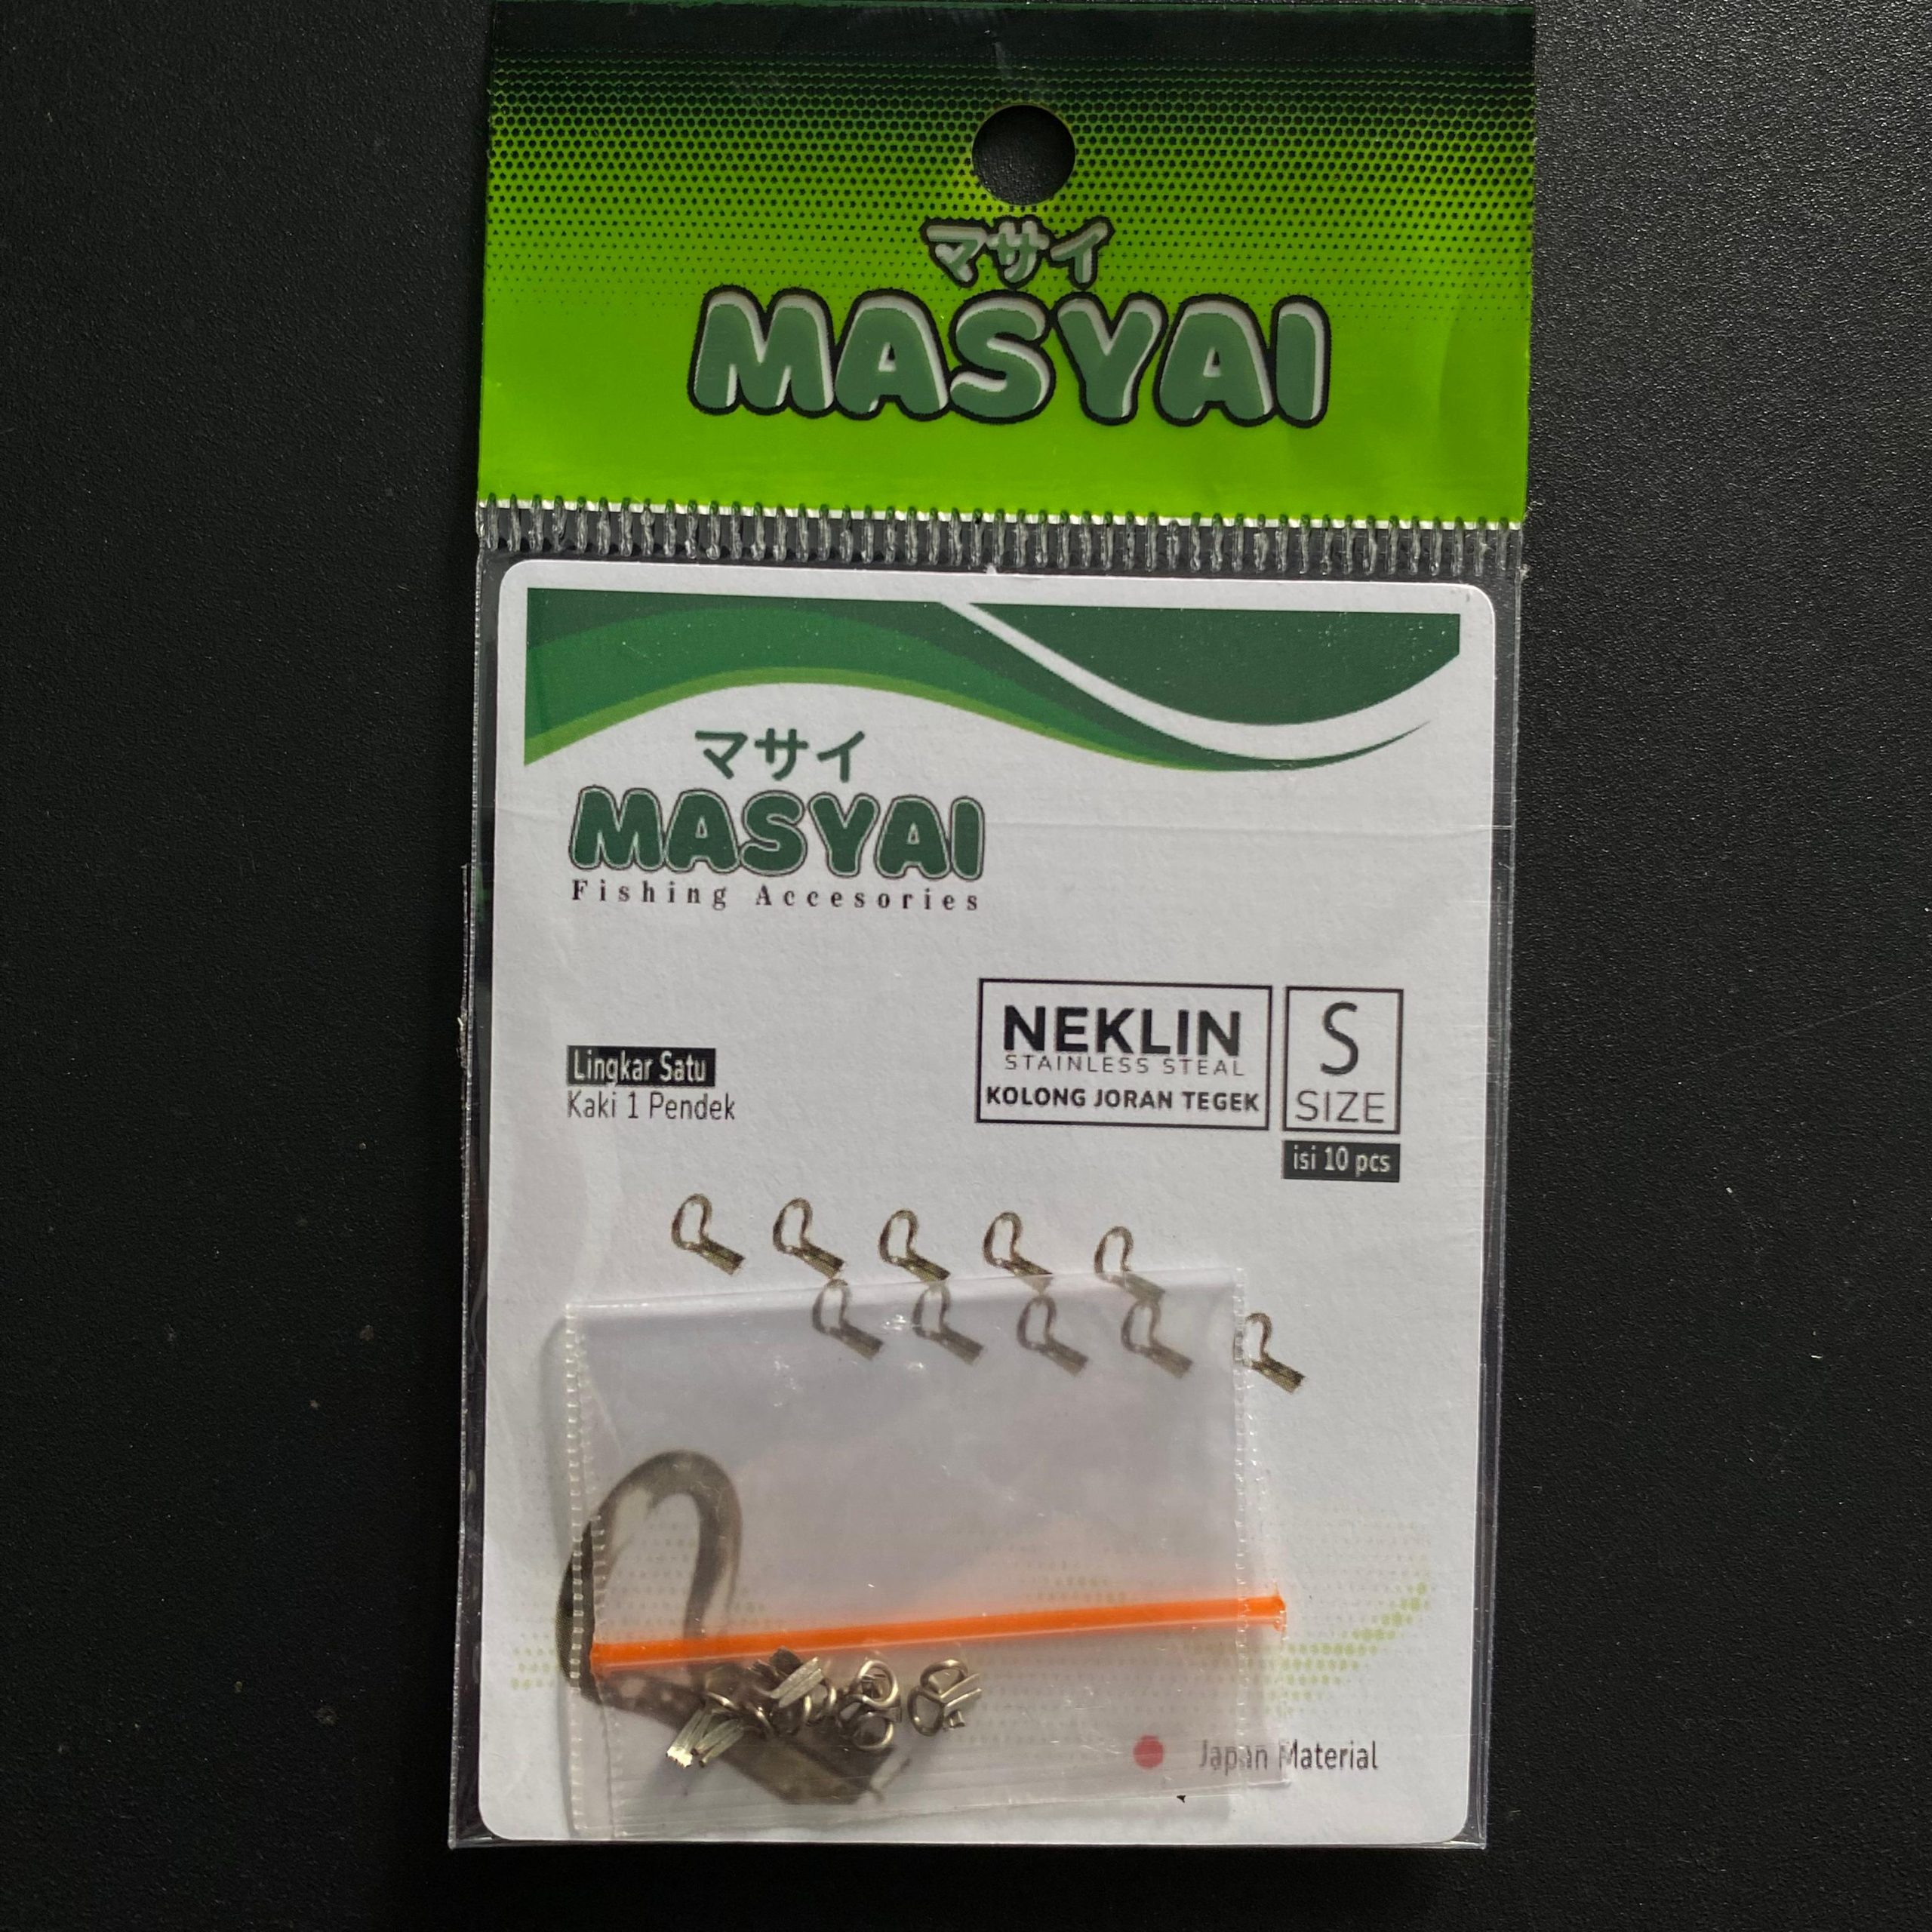 マサイ
MASYAI
マサイ
MASYAI
Fishing Accesories
NEKLIN
STAINLESS STEAL
KOLONG JORAN TEGEK
S
SIZE
isi 10 pcs
Lingkar Satu
Kaki 1 Pendek
Japan Material